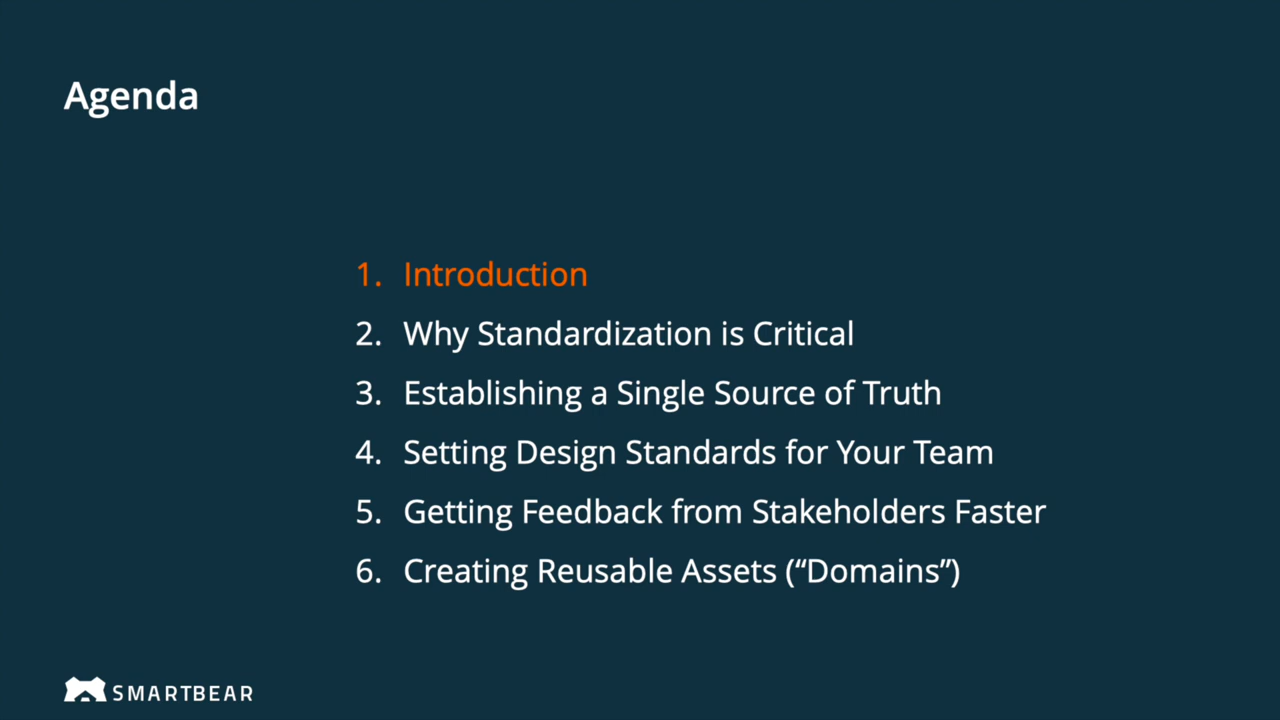 Agenda
1. Introduction
2. Why Standardization is Critical
3. Establishing a Single Source of Truth
4. Setting Design Standards for Your Team
5. Getting Feedback from Stakeholders Faster
6. Creating Reusable Assets (“Domains”)
SMARTBEAR